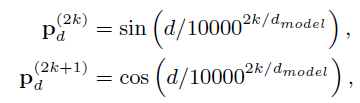 p_d^(2k) = sin (d/10000^{2k/d_{model}}),
p_d^(2k+1) = cos (d/10000^{2k/d_{model}}),